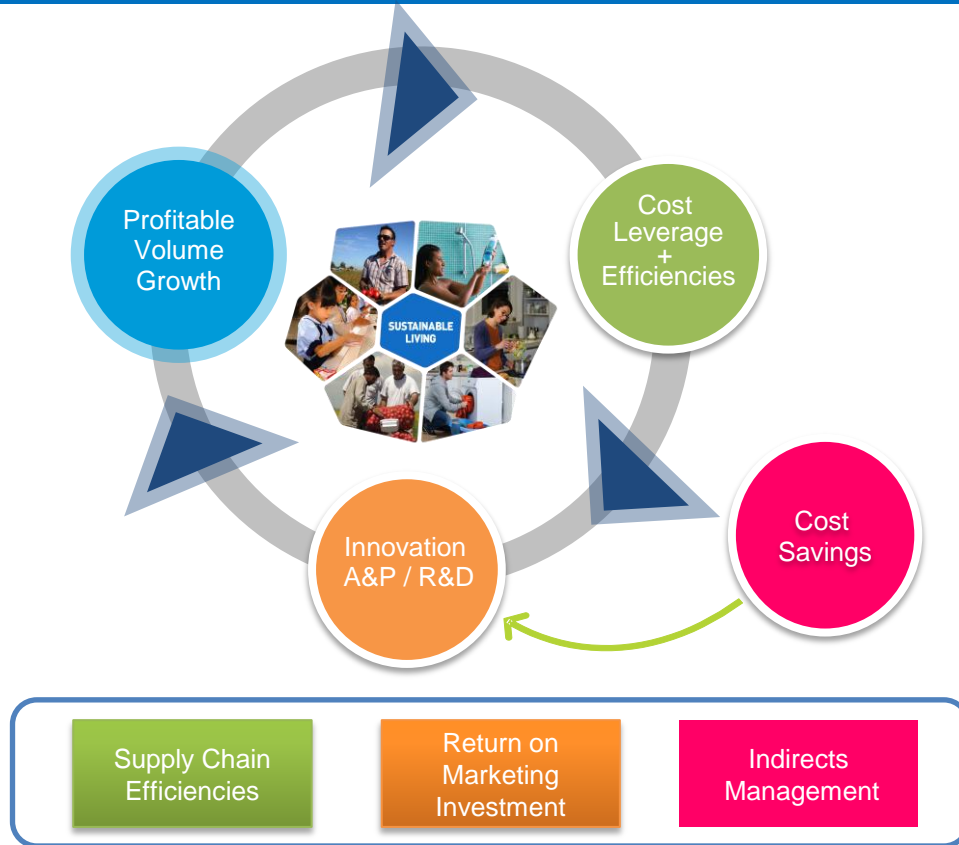 Profitable
Volume
Growth
Cost
Leverage
+
Efficiencies
SUSTAINABLE
LIVING
Innovation
A&P / R&D
Cost
Savings
Supply Chain
Efficiencies
Return on
Marketing
Investment
Indirects
Management